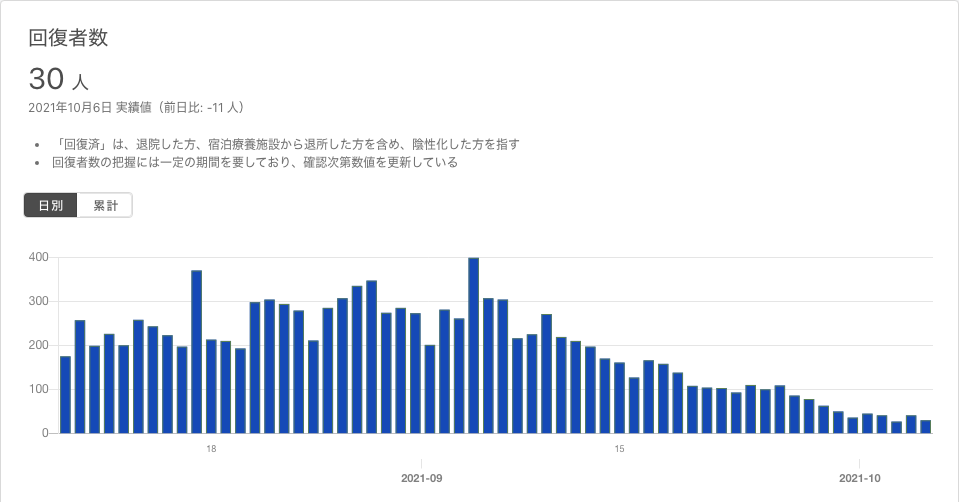 回復者数
30 人
2021年10月6日 実績値（前日比: -11 人）
• 「回復済」は、退院した方、宿泊療養施設から退所した方を含め、陰性化した方を指す
• 回復者数の把握には一定の期間を要しており、確認次第数値を更新している
日別 累計
400
300
200
100
0
18 15
2021-09 2021-10